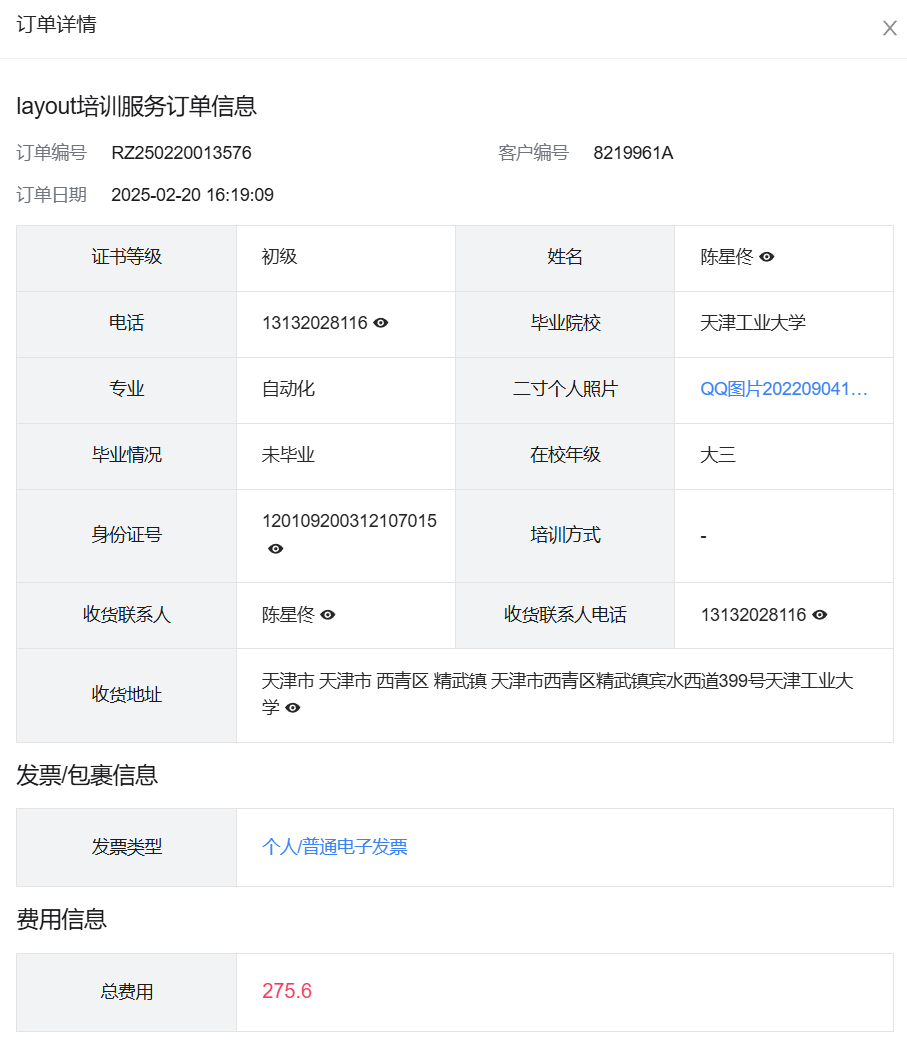 订单详情
layout培训服务订单信息
订单编号 RZ250220013576 客户编号 8219961A
订单日期 2025-02-20 16:19:09
证书等级 初级 姓名 陈星佟
电话 13132028116 毕业院校 天津工业大学
专业 自动化 二寸个人照片 QQ图片202209041...
毕业情况 未毕业 在校年级 大三
身份证号 120109200312107015 培训方式 -
收货联系人 陈星佟 收货联系人电话 13132028116
收货地址 天津市 天津市 西青区 精武镇 天津市西青区精武镇宾水西道399号天津工业大
学
发票/包裹信息
发票类型 个人/普通电子发票
费用信息
总费用 275.6